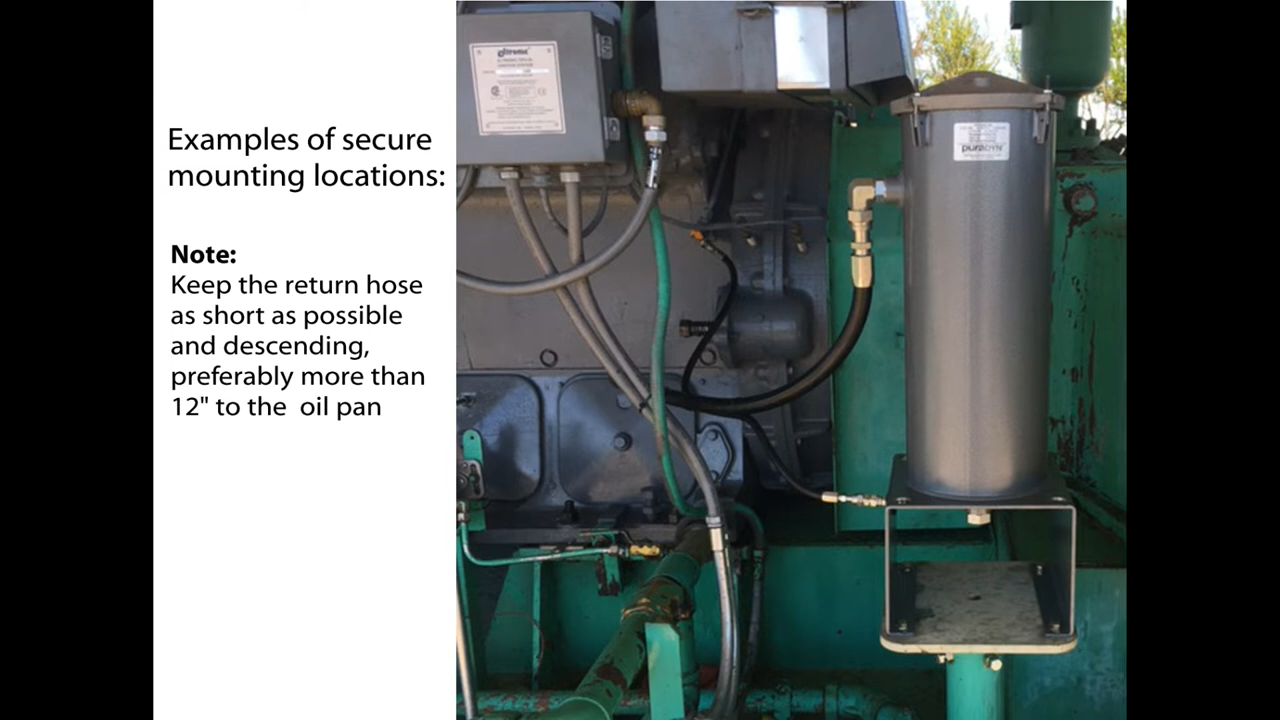 Examples of secure
mounting locations:
Note:
Keep the return hose
as short as possible
and descending,
preferably more than
12" to the  oil pan
puraDYN